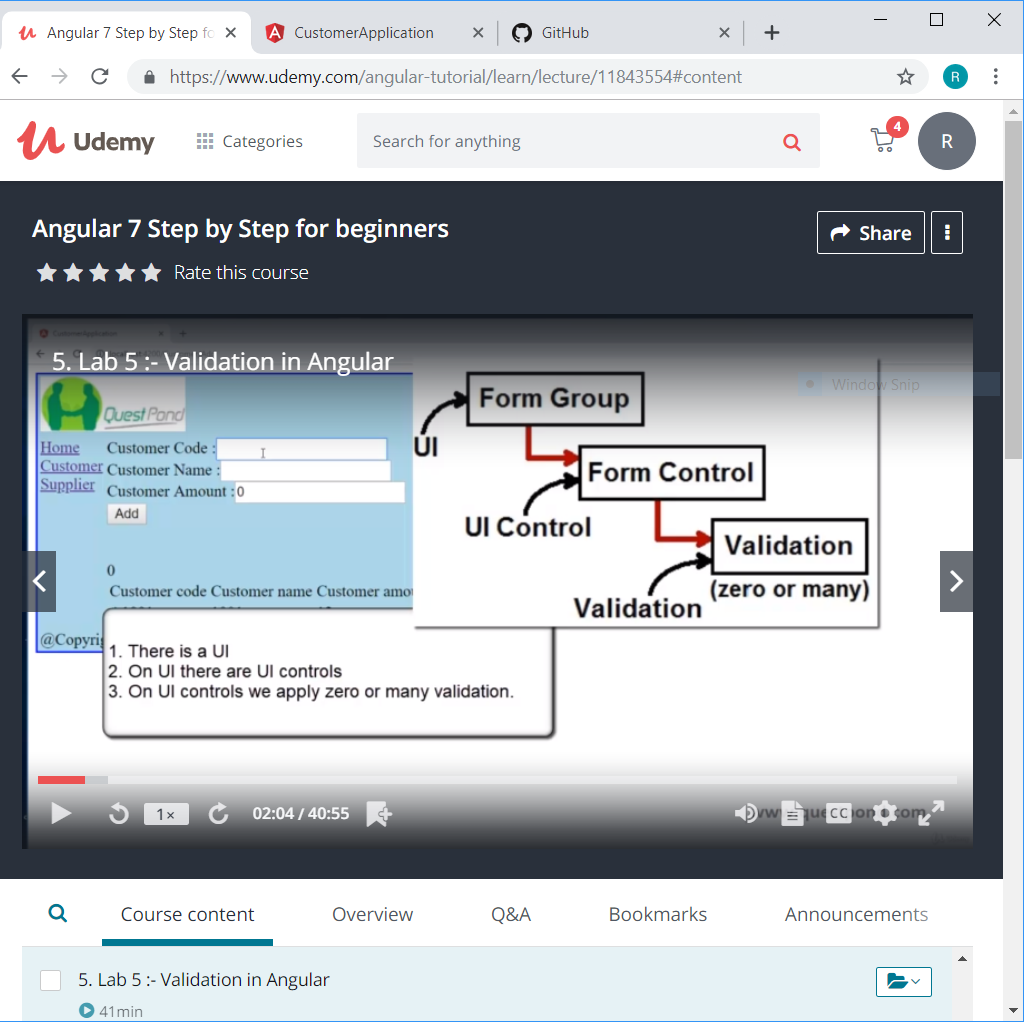 Angular 7 Step by Step fo
CustomerApplication
GitHub
https://www.udemy.com/angular-tutorial/learn/lecture/11843554#content
R
Udemy
Categories
Search for anything
4
R
Angular 7 Step by Step for beginners
Share
Rate this course
CustomerApplication
5. Lab 5 :- Validation in Angular
Window Snip
QuestPond
Home
Customer
Supplier
Customer Code :
Customer Name :
Customer Amount : 0
Add
0
Customer code Customer name Customer amo
@Copyri
UI
Form Group
Form Control
UI Control
Validation
(zero or many)
Validation
1. There is a UI
2. On UI there are UI controls
3. On UI controls we apply zero or many validation.
1×
02:04 / 40:55
CC
Course content
Overview
Q&A
Bookmarks
Announcements
5. Lab 5 :- Validation in Angular
41min